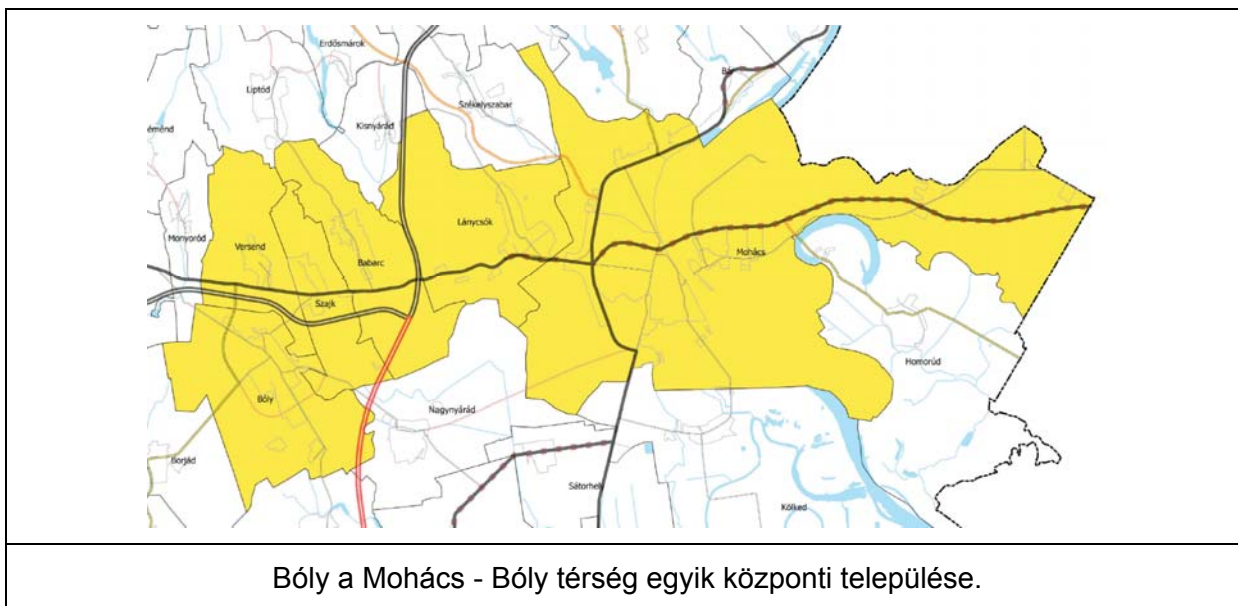 Erdősmárok
Liptód
Székelyszabar
Bár
Kisnyárád
Monyoród
Versend
Lánycsók
Babarc
Mohács
Szajk
Homorúd
Bóly
Nagynyárád
Borjád
Sátorhely
Kölked
Bóly a Mohács - Bóly térség egyik központi települése.